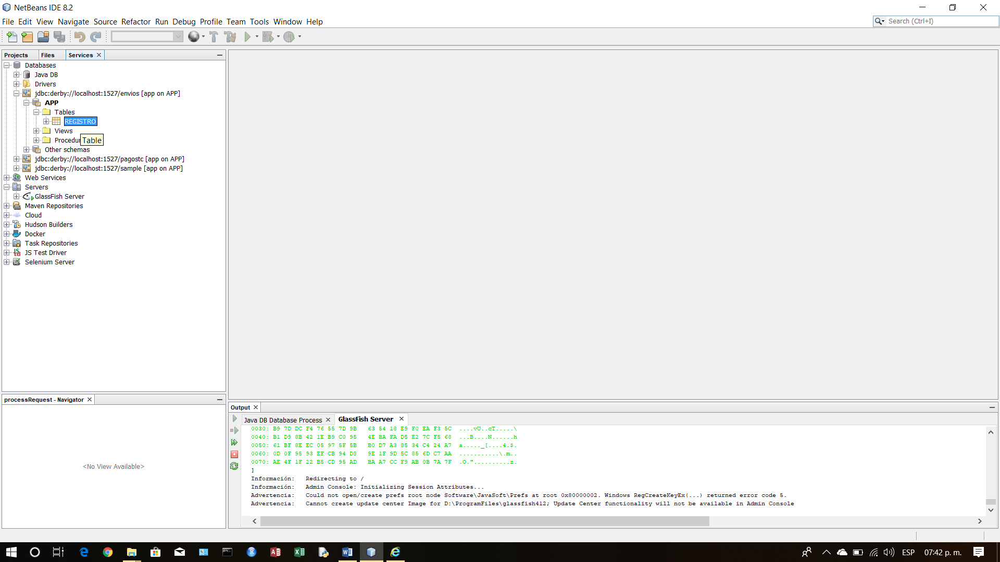 NetBeans IDE 8.2
File Edit View Navigate Source Refactor Run Debug Profile Team Tools Window Help
Search (Ctrl+I)
Projects Files Services
Databases
Java DB
Drivers
jdbc:derby://localhost:1527/envios [app on APP]
APP
Tables
REGISTRO
Views
Procedur
Table
Other schemas
jdbc:derby://localhost:1527/pagostc [app on APP]
jdbc:derby://localhost:1527/sample [app on APP]
Web Services
Servers
GlassFish Server
Maven Repositories
Cloud
Hudson Builders
Docker
Task Repositories
JS Test Driver
Selenium Server
processRequest - Navigator
<No View Available>
Output
Java DB Database Process GlassFish Server
0030: B9 7D DC F4 76 55 7D 9B 63 54 18 E9 F0 EA F3 5C ....vU..cT.....\
0040: B1 D9 8B 42 1E B9 C0 95 4E BA FA D5 E2 7C F5 68 ...B....N......h
0050: 61 BF 8E EC 05 97 5F 5B B0 D7 A3 85 34 C4 24 A7 a....._[....4.$.
0060: 0D 0F 95 93 EF CB 94 D8 9E 1F 9D 5C 85 6D C7 AA ...........\.m..
0070: AE 4F 1F 22 B5 CD 95 AD BA A7 CC F9 AB 0B 7A 7F .O."..........z.
]
Información: Redirecting to /
Información: Admin Console: Initializing Session Attributes...
Advertencia: Could not open/create prefs root node Software\JavaSoft\Prefs at root 0x80000002. Windows RegCreateKeyEx(...) returned error code 5.
Advertencia: Cannot create update center Image for D:\ProgramFiles\glassfish412; Update Center functionality will not be available in Admin Console
ESP 07:42 p. m.